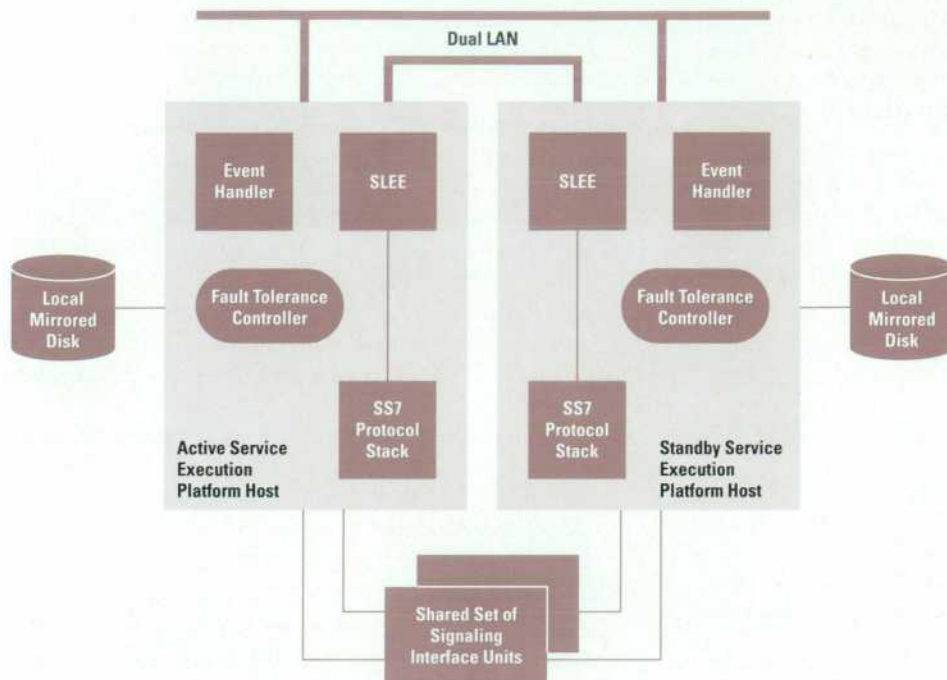 Dual LAN
Event
Handler
SLEE
SLEE
Event
Handler
Local
Mirrored
Disk
Fault Tolerance
Controller
Fault Tolerance
Controller
Local
Mirrored
Disk
SS7
Protocol
Stack
SS7
Protocol
Stack
Active Service
Execution
Platform Host
Standby Service
Execution
Platform Host
Shared Set of
Signaling
Interface Units